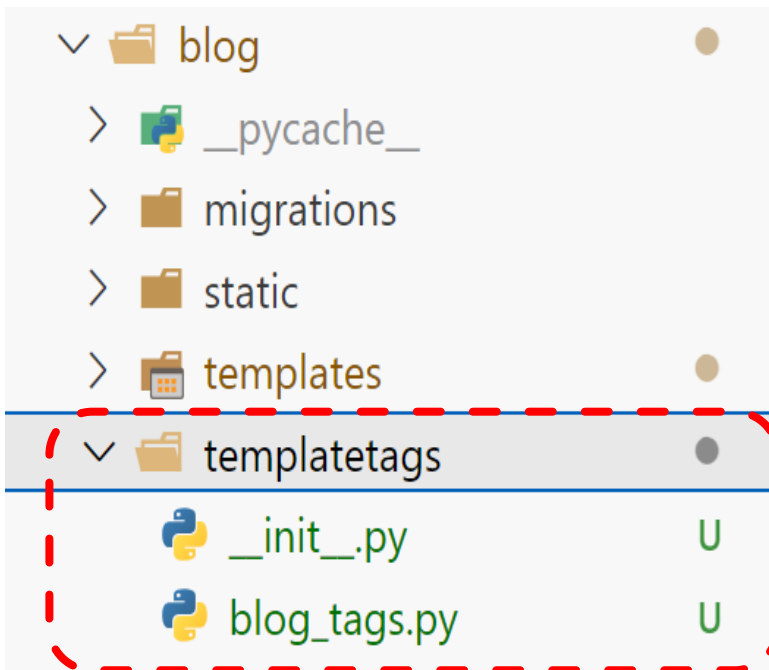 blog
__pycache__
migrations
static
templates
templatetags
__init__.py U
blog_tags.py U